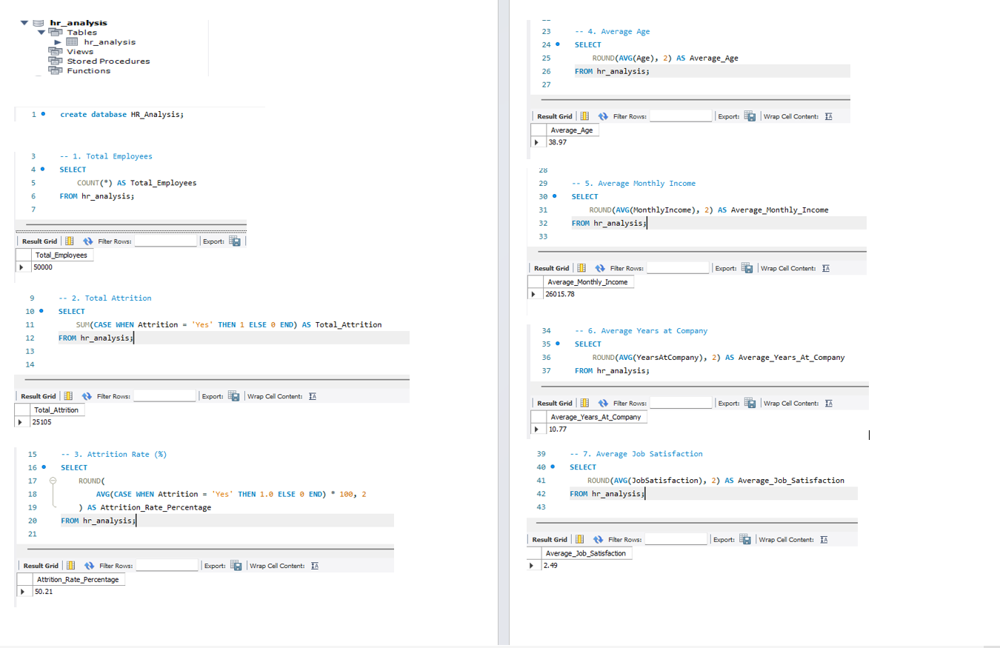 hr_analysis
Tables
hr_analysis
Views
Stored Procedures
Functions
1 create database HR_Analysis;
3 -- 1. Total Employees
4 SELECT
5 COUNT(*) AS Total_Employees
6 FROM hr_analysis;
7
Result Grid Filter Rows: Export:
Total_Employees
50000
9 -- 2. Total Attrition
10 SELECT
11 SUM(CASE WHEN Attrition = 'Yes' THEN 1 ELSE 0 END) AS Total_Attrition
12 FROM hr_analysis;
13
14
Result Grid Filter Rows: Export: Wrap Cell Content: IA
Total_Attrition
25105
15 -- 3. Attrition Rate (%)
16 SELECT
17 ROUND(
18 AVG(CASE WHEN Attrition = 'Yes' THEN 1.0 ELSE 0 END) * 100, 2
19 ) AS Attrition_Rate_Percentage
20 FROM hr_analysis;
21
Result Grid Filter Rows: Export: Wrap Cell Content: IA
Attrition_Rate_Percentage
50.21
23 -- 4. Average Age
24 SELECT
25 ROUND(AVG(Age), 2) AS Average_Age
26 FROM hr_analysis;
27
Result Grid Filter Rows: Export: Wrap Cell Content: IA
Average_Age
38.97
28
29 -- 5. Average Monthly Income
30 SELECT
31 ROUND(AVG(MonthlyIncome), 2) AS Average_Monthly_Income
32 FROM hr_analysis;
33
Result Grid Filter Rows: Export: Wrap Cell Content: IA
Average_Monthly_Income
26015.78
34 -- 6. Average Years at Company
35 SELECT
36 ROUND(AVG(YearsAtCompany), 2) AS Average_Years_At_Company
37 FROM hr_analysis;
Result Grid Filter Rows: Export: Wrap Cell Content: IA
Average_Years_At_Company
10.77
39 -- 7. Average Job Satisfaction
40 SELECT
41 ROUND(AVG(JobSatisfaction), 2) AS Average_Job_Satisfaction
42 FROM hr_analysis;
43
Result Grid Filter Rows: Export: Wrap Cell Content: IA
Average_Job_Satisfaction
2.49